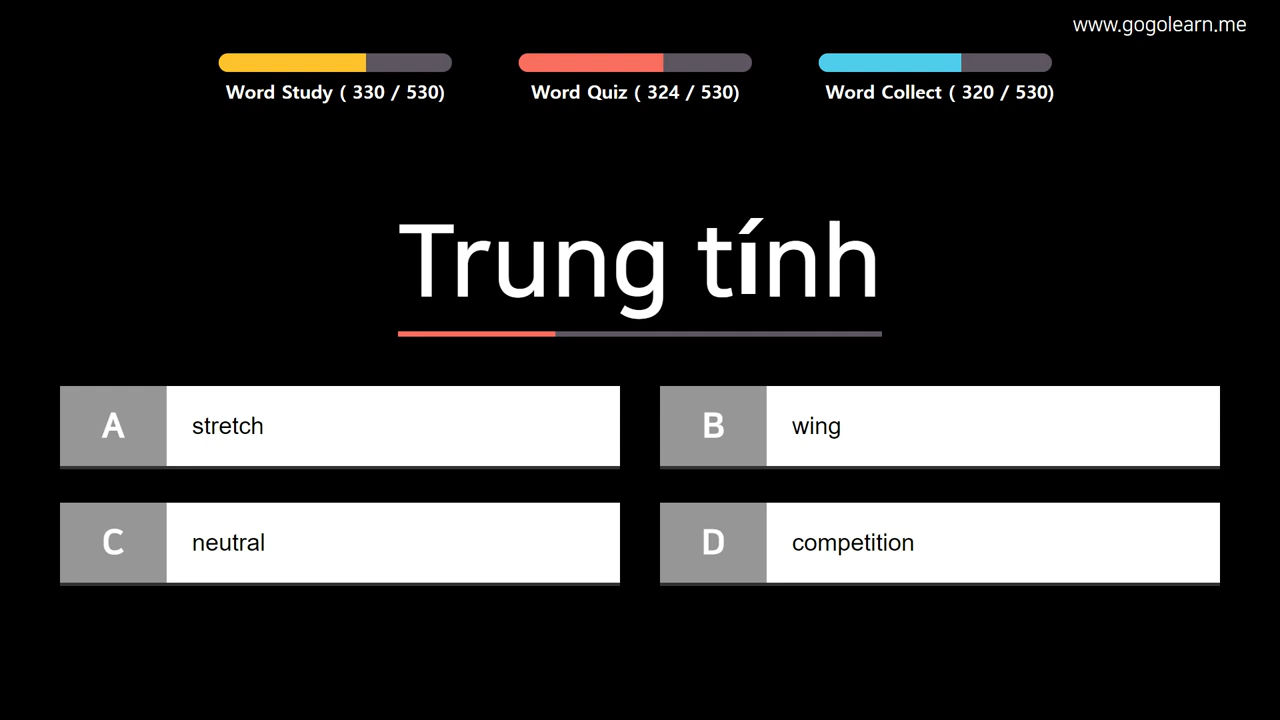 www.gogolearn.me
Word Study ( 330 / 530)
Word Quiz ( 324 / 530)
Word Collect ( 320 / 530)
Trung tính
A stretch
B wing
C neutral
D competition